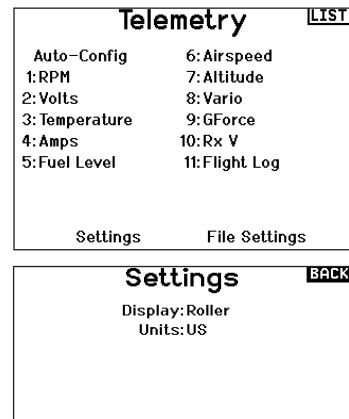 Telemetry
LIST
Auto-Config
1:RPM
2:Volts
3:Temperature
4:Amps
5:Fuel Level
6:Airspeed
7:Altitude
8:Vario
9:GForce
10:Rx V
11:Flight Log
Settings
File Settings
Settings
BACK
Display:Roller
Units:US